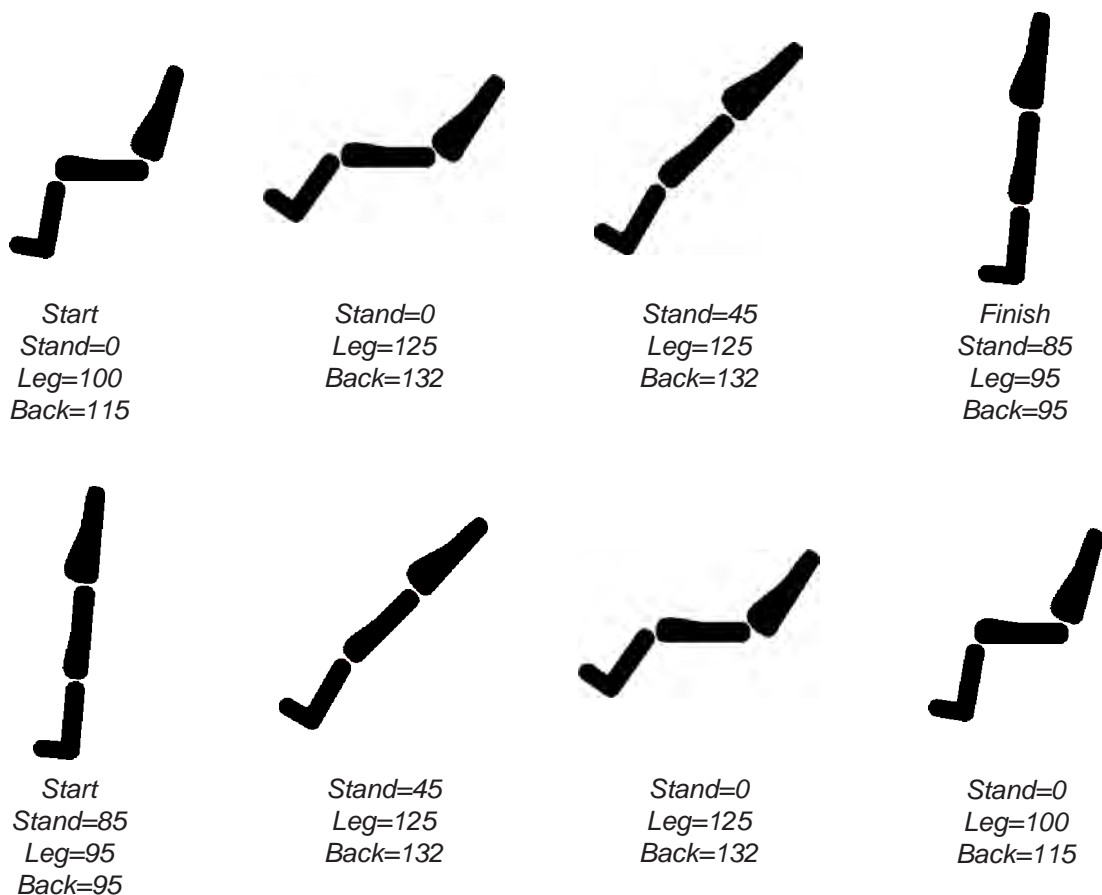 Start
Stand=0
Leg=100
Back=115
Stand=0
Leg=125
Back=132
Stand=45
Leg=125
Back=132
Finish
Stand=85
Leg=95
Back=95
Start
Stand=85
Leg=95
Back=95
Stand=45
Leg=125
Back=132
Stand=0
Leg=125
Back=132
Stand=0
Leg=100
Back=115